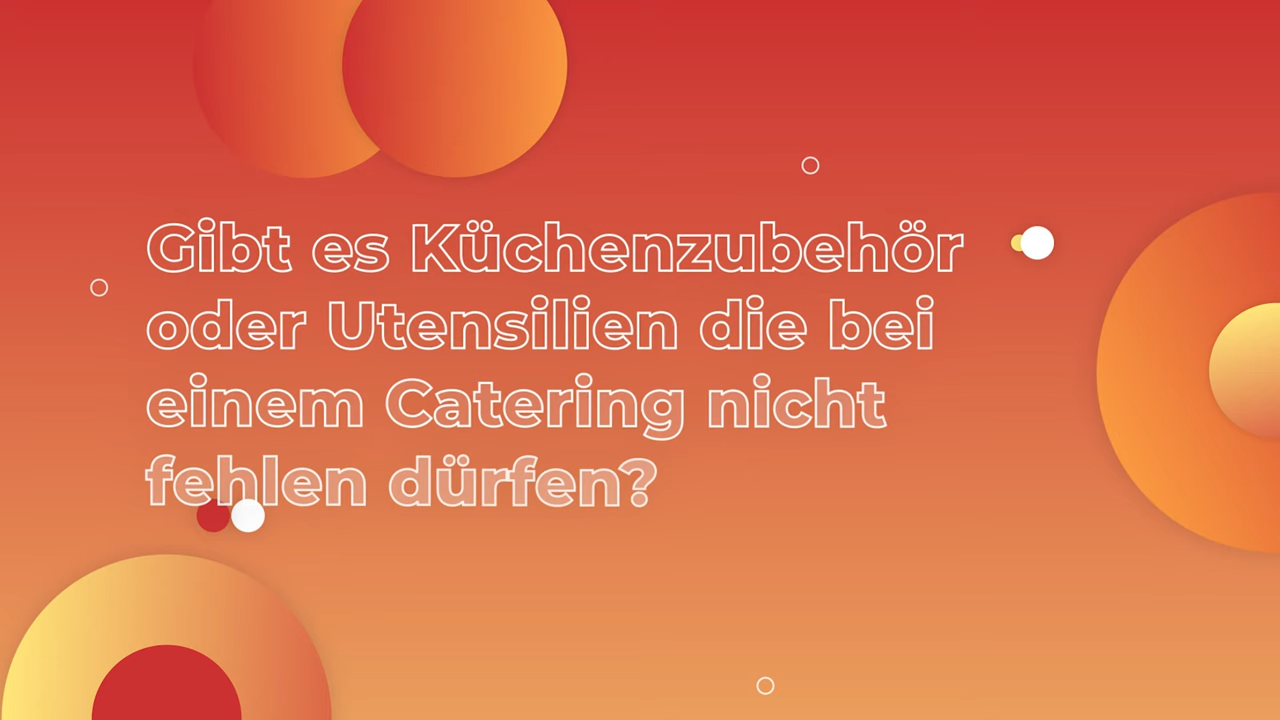 Gibt es Küchenzubehör
oder Utensilien die bei
einem Catering nicht
fehlen dürfen?